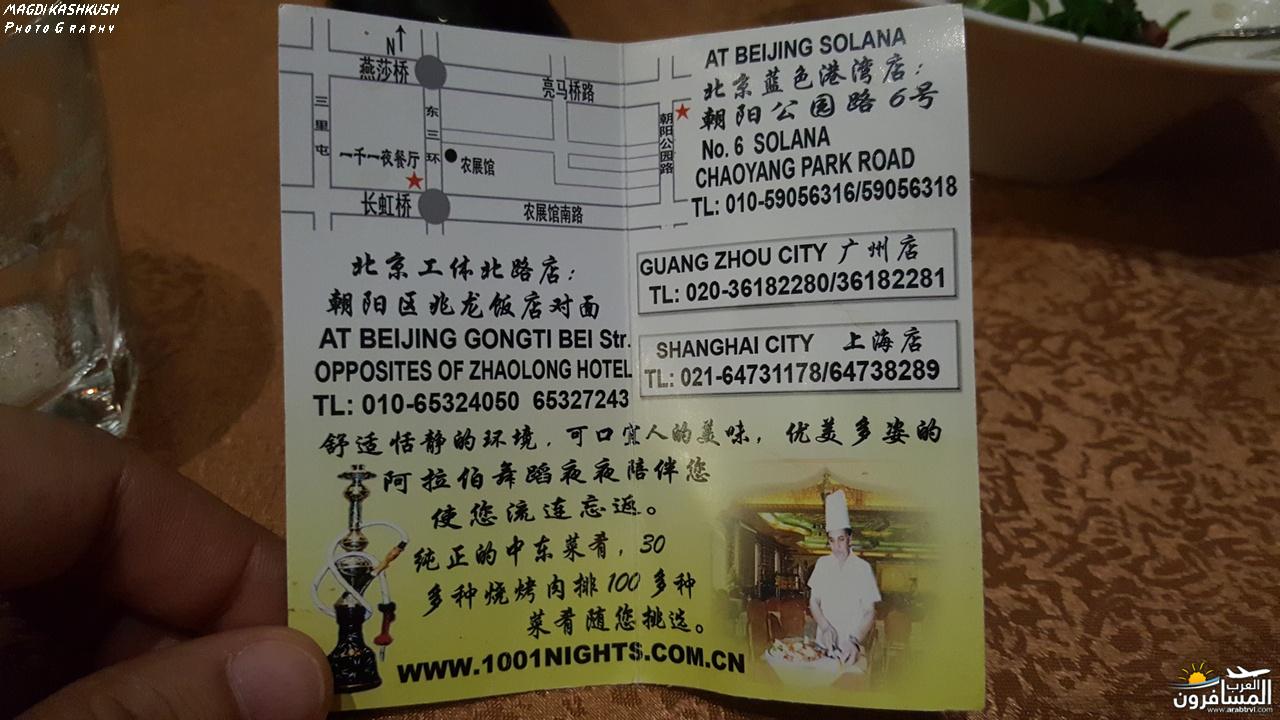 MAGDI KASHKUSH
PHOTOGRAPHY
N
燕莎桥
亮马桥路
三里屯
东三环
朝阳公园路
一千一夜餐厅
农展馆
长虹桥
农展馆南路
北京工体北路店：
朝阳区兆龙饭店对面
AT BEIJING GONGTI BEI Str.
OPPOSITES OF ZHAOLONG HOTEL
TL: 010-65324050 65327243
AT BEIJING SOLANA
北京蓝色港湾店：
朝阳公园路6号
No. 6 SOLANA
CHAOYANG PARK ROAD
TL: 010-59056316/59056318
GUANG ZHOU CITY 广州店
TL: 020-36182280/36182281
SHANGHAI CITY 上海店
TL: 021-64731178/64738289
舒适恬静的环境，可口宜人的美味，优美多姿的
阿拉伯舞蹈夜夜陪伴您
使您流连忘返。
纯正的中东菜肴，30
多种烧烤肉排100多种
菜肴随您挑选。
WWW.1001NIGHTS.COM.CN
العرب
المسافرون
www.arabtrvl.com